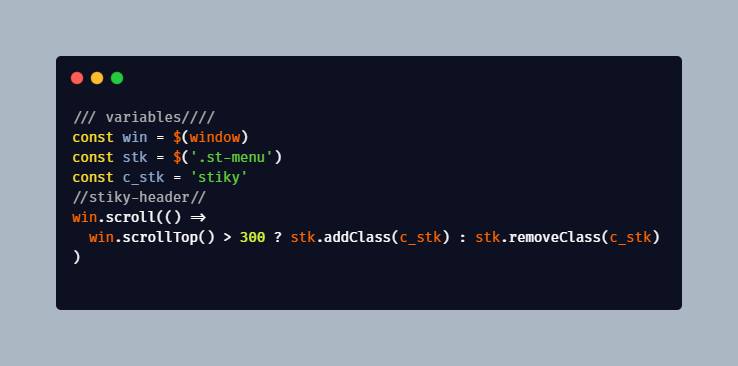 /// variables////
const win = $(window)
const stk = $('.st-menu')
const c_stk = 'stiky'
//stiky-header//
win.scroll(() =>
  win.scrollTop() > 300 ? stk.addClass(c_stk) : stk.removeClass(c_stk)
)